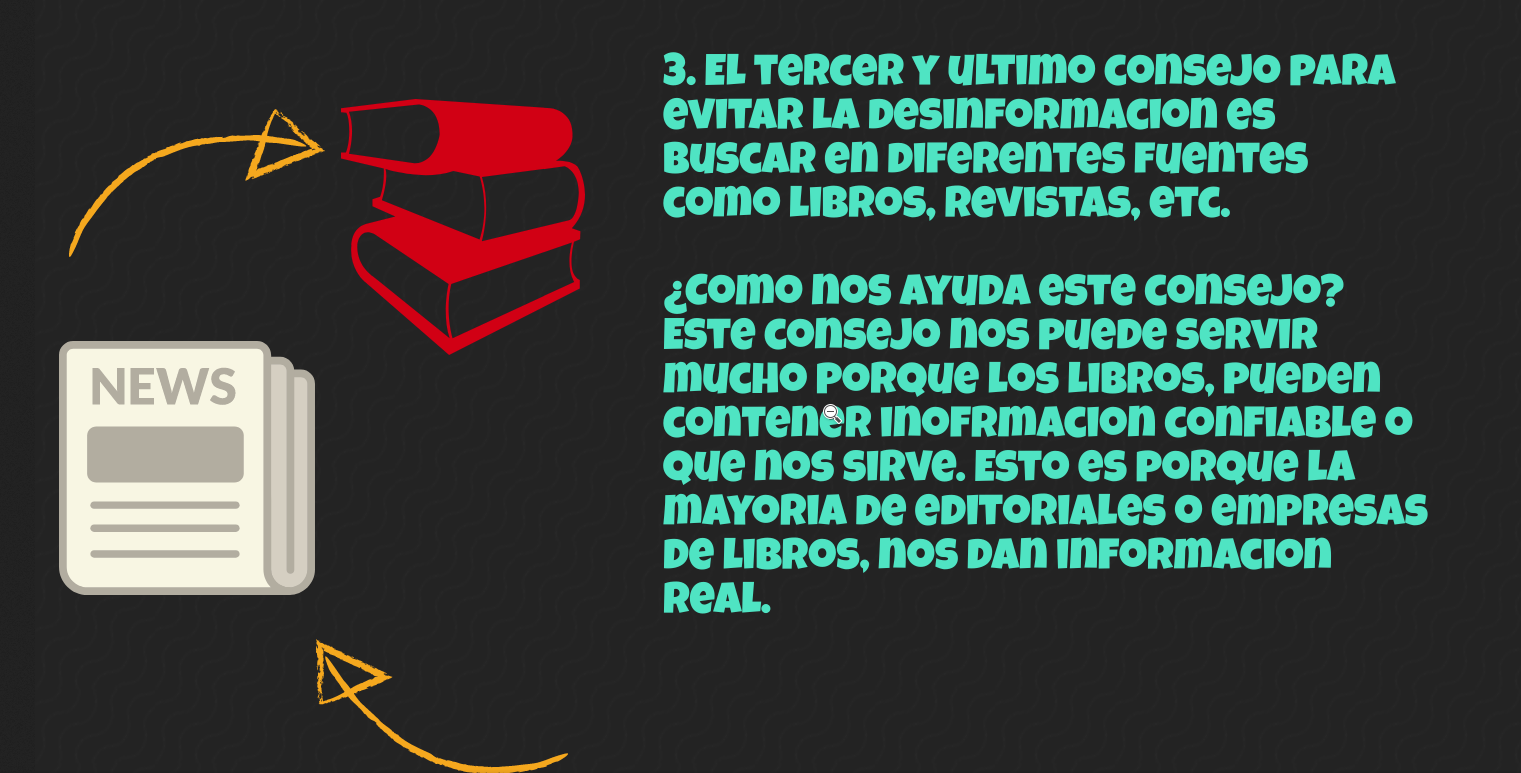 3. El tercer y ultimo consejo para
evitar la desinformacion es
buscar en diferentes fuentes
como libros, revistas, etc.
¿Como nos ayuda este consejo?
Este consejo nos puede servir
mucho porque los libros, pueden
contener inofrmacion confiable o
que nos sirve. Esto es porque la
mayoria de editoriales o empresas
de libros, nos dan informacion
real.
NEWS